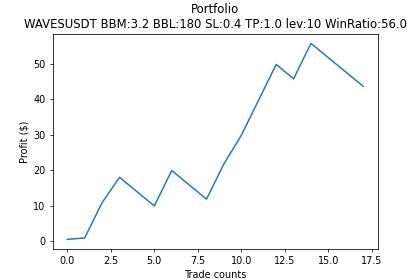 Portfolio
WAVESUSDT BBM:3.2 BBL:180 SL:0.4 TP:1.0 lev:10 WinRatio:56.0
50
40
30
20
10
0
Profit ($)
0.0 2.5 5.0 7.5 10.0 12.5 15.0 17.5
Trade counts